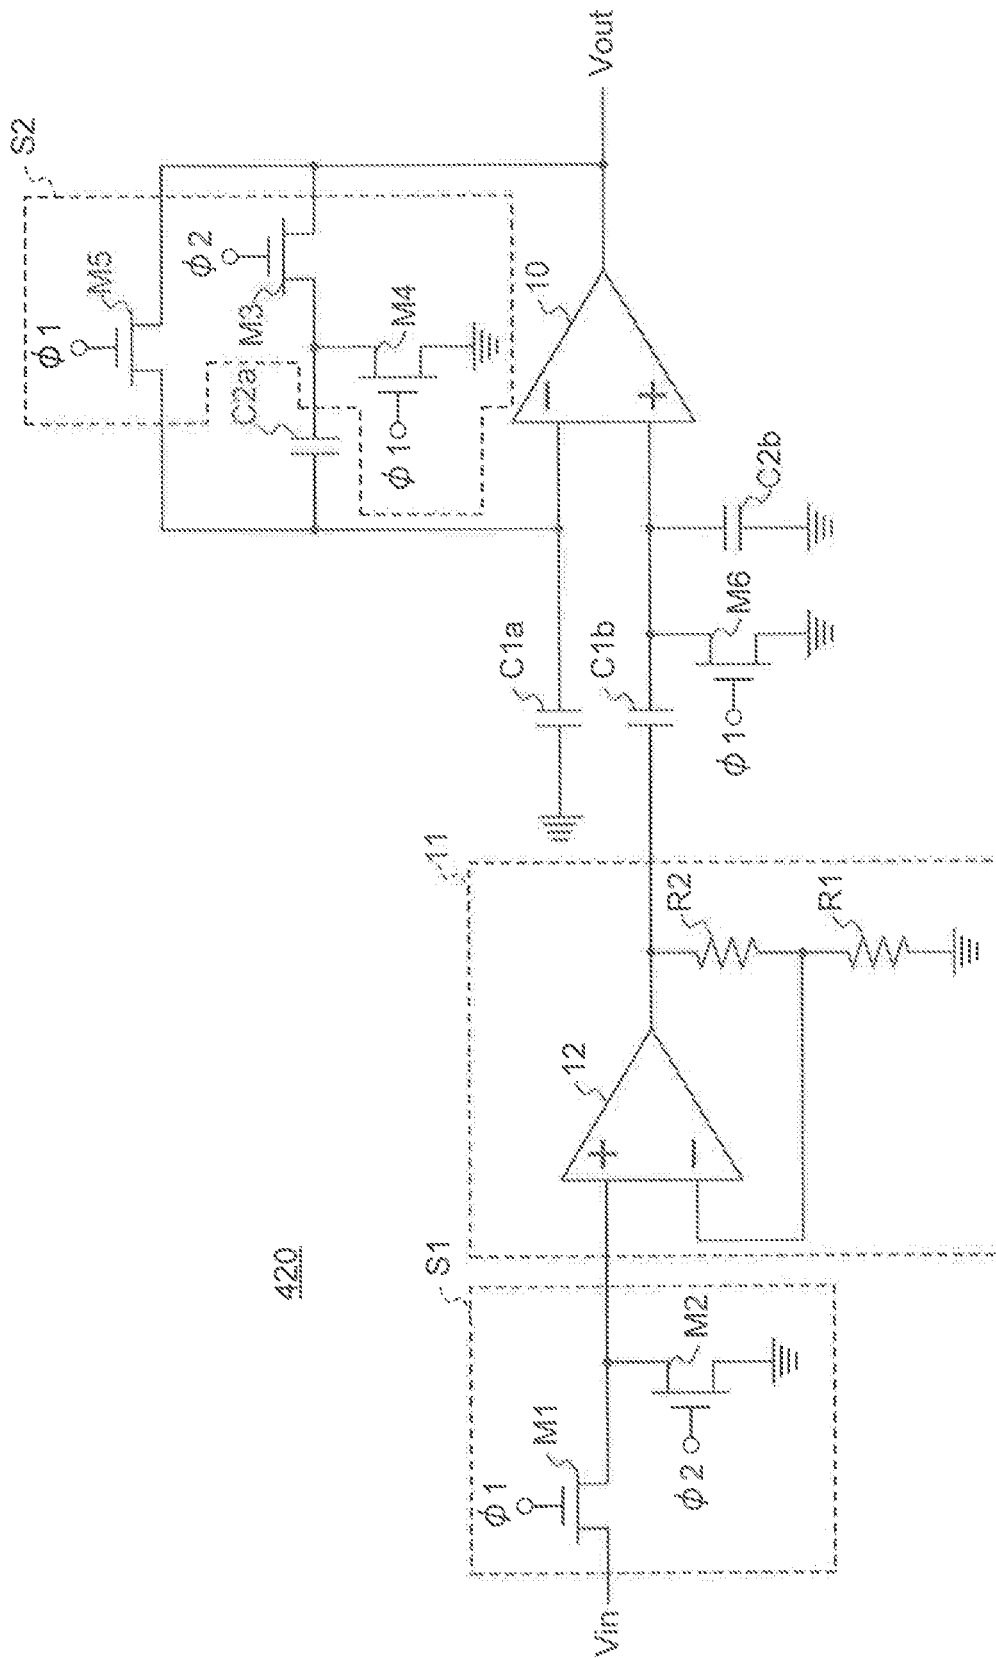 420
S2
ϕ1
M5
ϕ2
M3
C2a
M4
ϕ1
10
−
+
Vout
C1a
C1b
C2b
M6
ϕ1
11
12
+
−
R2
R1
S1
ϕ1
M1
M2
ϕ2
Vin